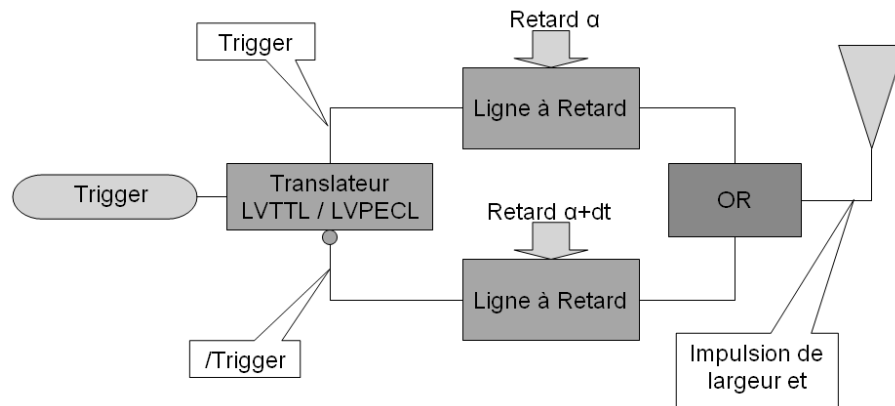 Retard α
Trigger
Ligne à Retard
Trigger
Translateur
LVTTL / LVPECL
OR
Retard α+dt
Ligne à Retard
/Trigger
Impulsion de
largeur et